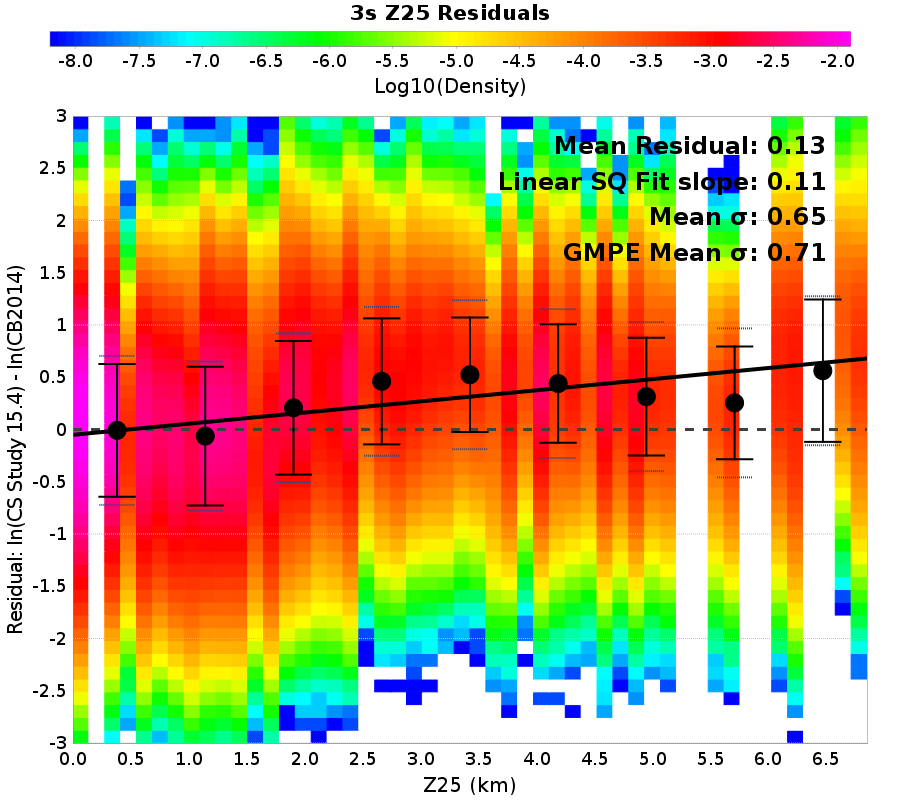 3s Z25 Residuals
-8.0 -7.5 -7.0 -6.5 -6.0 -5.5 -5.0 -4.5 -4.0 -3.5 -3.0 -2.5 -2.0
Log10(Density)
Mean Residual: 0.13
Linear SQ Fit slope: 0.11
Mean σ: 0.65
GMPE Mean σ: 0.71
Residual: ln(CS Study 15.4) - ln(CB2014)
3
2.5
2
1.5
1
0.5
0
-0.5
-1
-1.5
-2
-2.5
-3
0.0 0.5 1.0 1.5 2.0 2.5 3.0 3.5 4.0 4.5 5.0 5.5 6.0 6.5
Z25 (km)